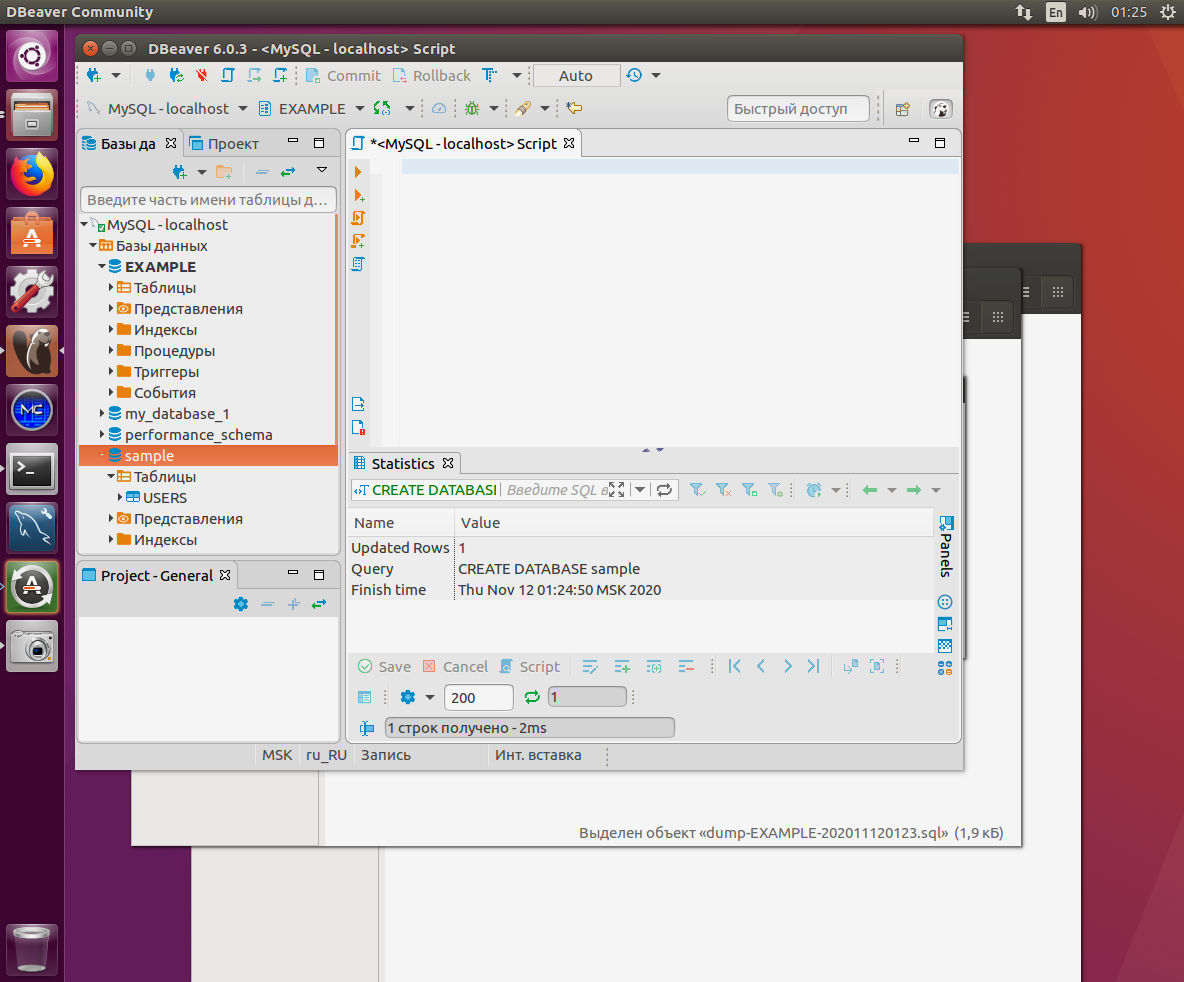 DBeaver Community
En
01:25
DBeaver 6.0.3 - <MySQL - localhost> Script
Commit
Rollback
Auto
MySQL - localhost
EXAMPLE
Быстрый доступ
Базы да
Проект
*<MySQL - localhost> Script
Введите часть имени таблицы д...
MySQL - localhost
Базы данных
EXAMPLE
Таблицы
Представления
Индексы
Процедуры
Триггеры
События
my_database_1
performance_schema
sample
Таблицы
USERS
Представления
Индексы
Statistics
CREATE DATABASI
Введите SQL в
Name
Value
Updated Rows
1
Query
CREATE DATABASE sample
Finish time
Thu Nov 12 01:24:50 MSK 2020
Panels
Project - General
Save
Cancel
Script
200
1
1 строк получено - 2ms
MSK
ru_RU
Запись
Инт. вставка
Выделен объект «dump-EXAMPLE-202011120123.sql» (1,9 кБ)
MC